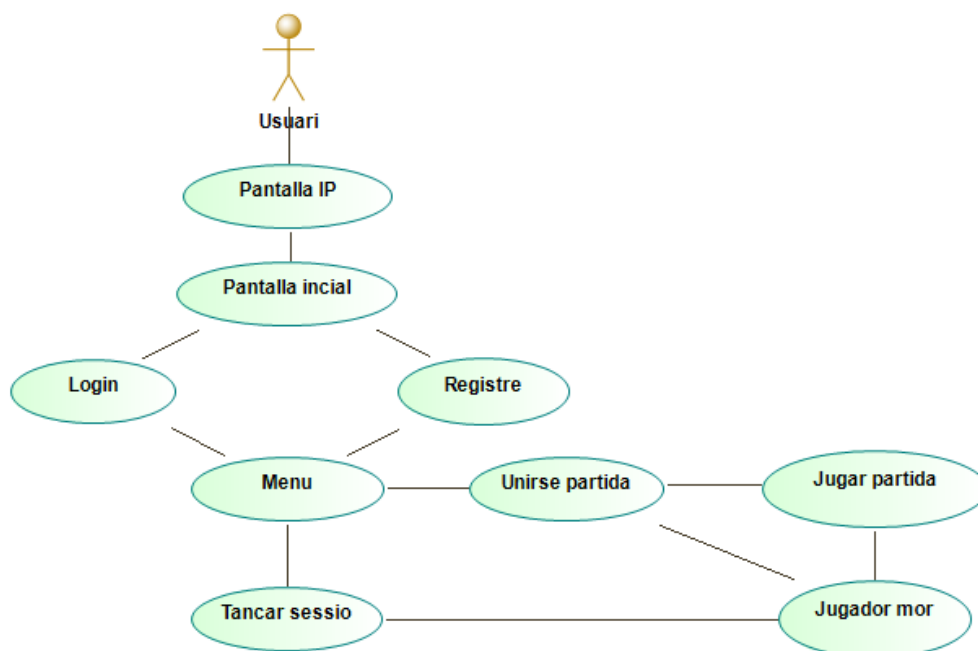 Usuari
Pantalla IP
Pantalla incial
Login
Registre
Menu
Unirse partida
Jugar partida
Tancar sessio
Jugador mor